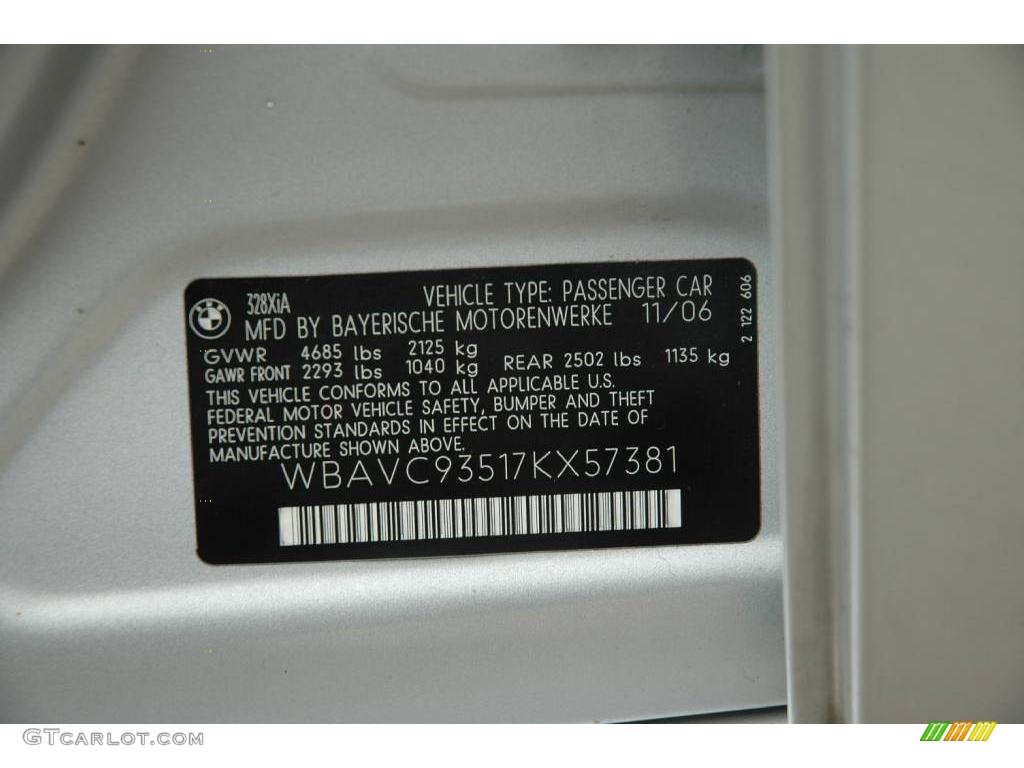 BMW
328XiA
VEHICLE TYPE: PASSENGER CAR
MFD BY BAYERISCHE MOTORENWERKE 11/06
GVWR 4685 lbs 2125 kg
GAWR FRONT 2293 lbs 1040 kg REAR 2502 lbs 1135 kg
THIS VEHICLE CONFORMS TO ALL APPLICABLE U.S.
FEDERAL MOTOR VEHICLE SAFETY, BUMPER AND THEFT
PREVENTION STANDARDS IN EFFECT ON THE DATE OF
MANUFACTURE SHOWN ABOVE.
WBAVC93517KX57381
2 122 606
GTcarlot.com